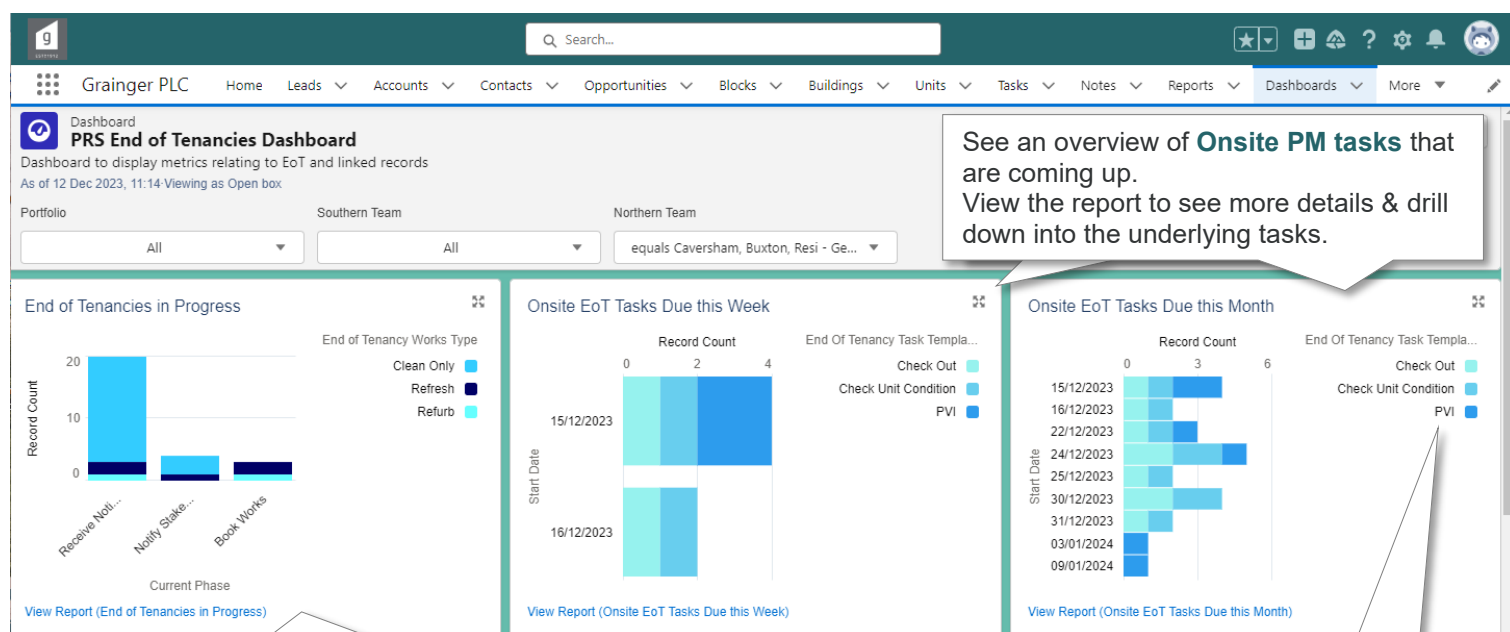 g
Search...
Grainger PLC Home Leads Accounts Contacts Opportunities Blocks Buildings Units Tasks Notes Reports Dashboards More
Dashboard
PRS End of Tenancies Dashboard
Dashboard to display metrics relating to EoT and linked records
As of 12 Dec 2023, 11:14·Viewing as Open box
Portfolio Southern Team Northern Team
All All equals Caversham, Buxton, Resi - Ge...
See an overview of Onsite PM tasks that
are coming up.
View the report to see more details & drill
down into the underlying tasks.
End of Tenancies in Progress
End of Tenancy Works Type
Clean Only
Refresh
Refurb
Record Count
20
10
0
Receive Noti...
Notify Stake...
Book Works
Current Phase
View Report (End of Tenancies in Progress)
Onsite EoT Tasks Due this Week
Record Count
End Of Tenancy Task Templa...
0 2 4
Check Out
Check Unit Condition
PVI
Start Date
15/12/2023
16/12/2023
View Report (Onsite EoT Tasks Due this Week)
Onsite EoT Tasks Due this Month
Record Count
End Of Tenancy Task Templa...
0 3 6
Check Out
Check Unit Condition
PVI
Start Date
15/12/2023
16/12/2023
22/12/2023
24/12/2023
25/12/2023
30/12/2023
31/12/2023
03/01/2024
09/01/2024
View Report (Onsite EoT Tasks Due this Month)